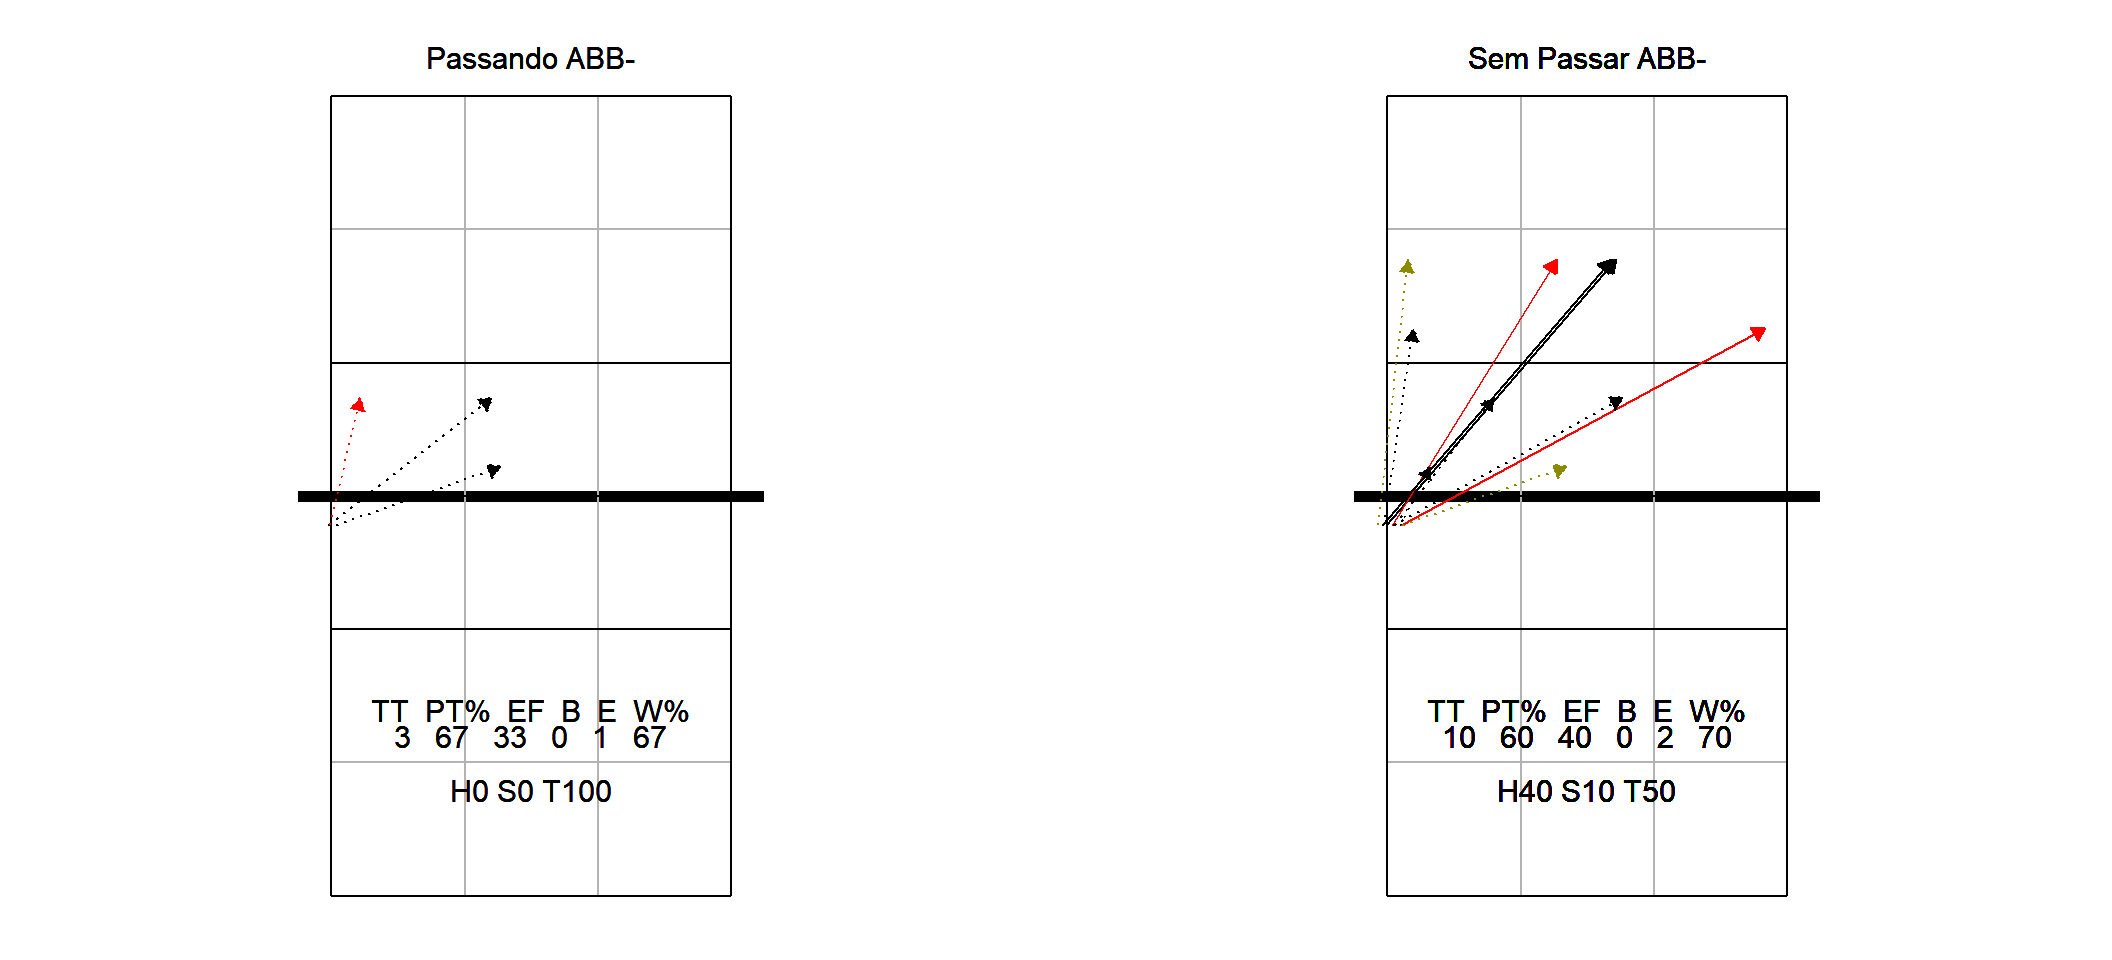 Passando ABB-
TT PT% EF B E W%
3 67 33 0 1 67
H0 S0 T100
Sem Passar ABB-
TT PT% EF B E W%
10 60 40 0 2 70
H40 S10 T50